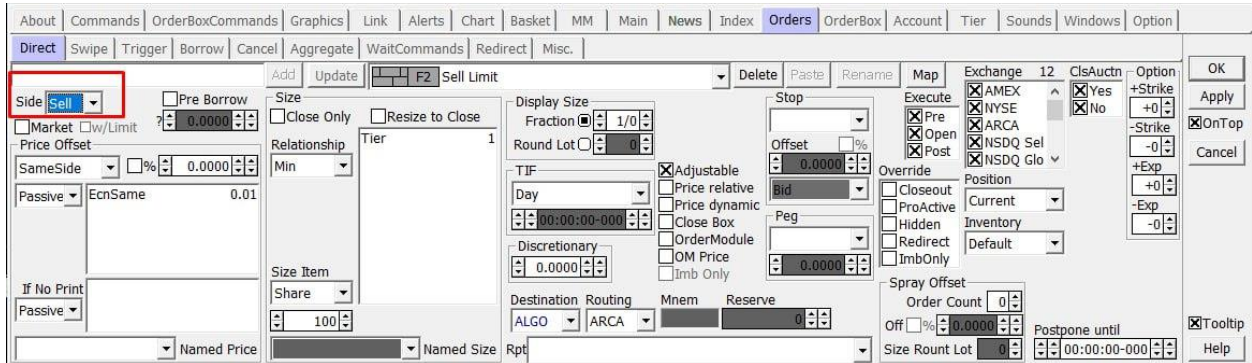 About Commands OrderBoxCommands Graphics Link Alerts Chart Basket MM Main News Index Orders OrderBox Account Tier Sounds Windows Option
Direct Swipe Trigger Borrow Cancel Aggregate WaitCommands Redirect Misc.
Add Update F2 Sell Limit Delete Paste Rename Map
Side Sell
Pre Borrow
Market w/Limit ? 0.0000
Price Offset
SameSide % 0.0000
Passive EcnSame 0.01
If No Print
Passive
Named Price
Size
Close Only Resize to Close
Relationship
Min
Tier 1
Size Item
Share
100
Named Size
Display Size
Fraction 1/0
Round Lot 0
TIF
Day
00:00:00-000
Discretionary
0.0000
Adjustable
Price relative
Price dynamic
Close Box
OrderModule
OM Price
Imb Only
Destination Routing Mnem Reserve
ALGO ARCA 0
Rpt
Stop
Offset %
0.0000
Bid
Peg
0.0000
Execute
Pre
Open
Post
Override
Closeout
ProActive
Hidden
Redirect
ImbOnly
Exchange 12
AMEX
NYSE
ARCA
NSDQ Sel
NSDQ Glo
Position
Current
Inventory
Default
ClsAuctn
Yes
No
Option
+Strike
+0
-Strike
-0
+Exp
+0
-Exp
-0
Spray Offset
Order Count 0
Off % 0.0000
Size Rount Lot 0
Postpone until
00:00:00-000
OK
Apply
OnTop
Cancel
Tooltip
Help